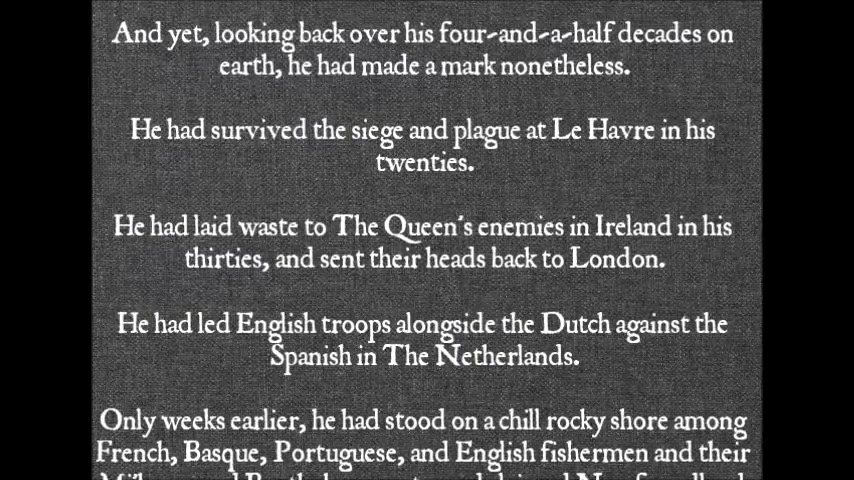 And yet, looking back over his four-and-a-half decades on
earth, he had made a mark nonetheless.
He had survived the siege and plague at Le Havre in his
twenties.
He had laid waste to The Queen's enemies in Ireland in his
thirties, and sent their heads back to London.
He had led English troops alongside the Dutch against the
Spanish in The Netherlands.
Only weeks earlier, he had stood on a chill rocky shore among
French, Basque, Portuguese, and English fishermen and their